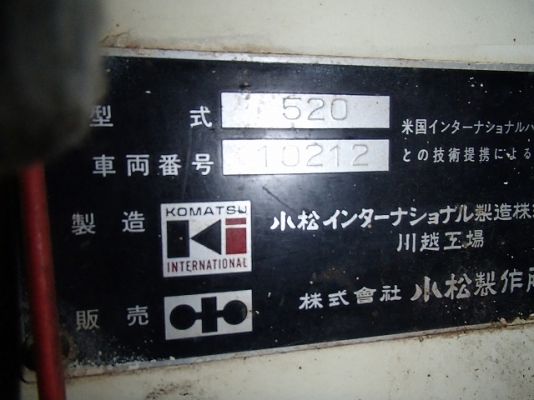 型式 520
米国インターナショナルハ
車両番号 10212
との技術提携による
製造 KOMATSU INTERNATIONAL
小松インターナショナル製造株
川越工場
販売 株式會社 小松製作所